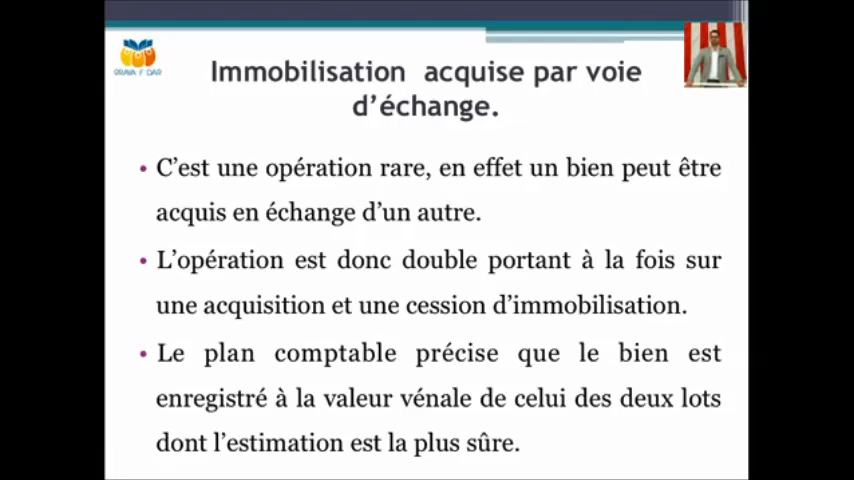 Immobilisation acquise par voie
d’échange.
• C’est une opération rare, en effet un bien peut être
acquis en échange d’un autre.
• L’opération est donc double portant à la fois sur
une acquisition et une cession d’immobilisation.
• Le plan comptable précise que le bien est
enregistré à la valeur vénale de celui des deux lots
dont l’estimation est la plus sûre.